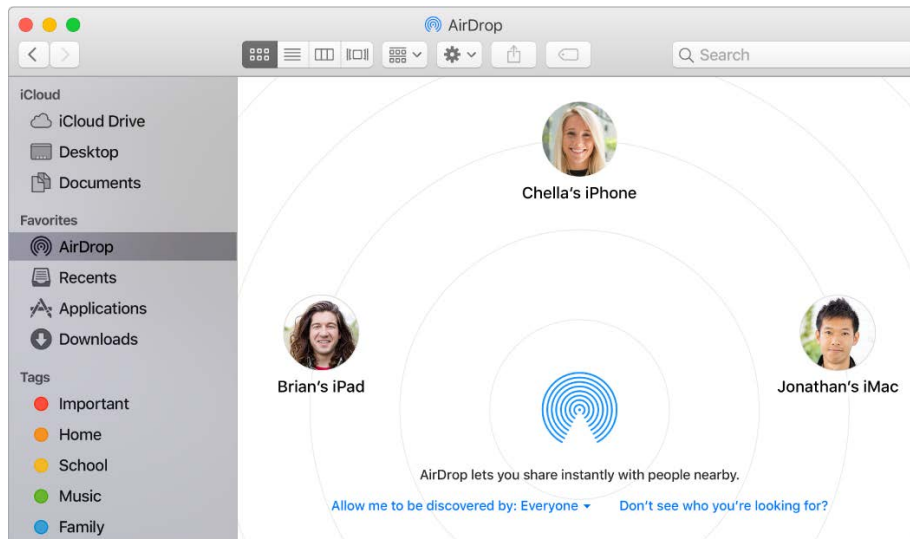 AirDrop
Search
iCloud
iCloud Drive
Desktop
Documents
Favorites
AirDrop
Recents
Applications
Downloads
Tags
Important
Home
School
Music
Family
Chella's iPhone
Brian's iPad
Jonathan's iMac
AirDrop lets you share instantly with people nearby.
Allow me to be discovered by: Everyone
Don't see who you're looking for?